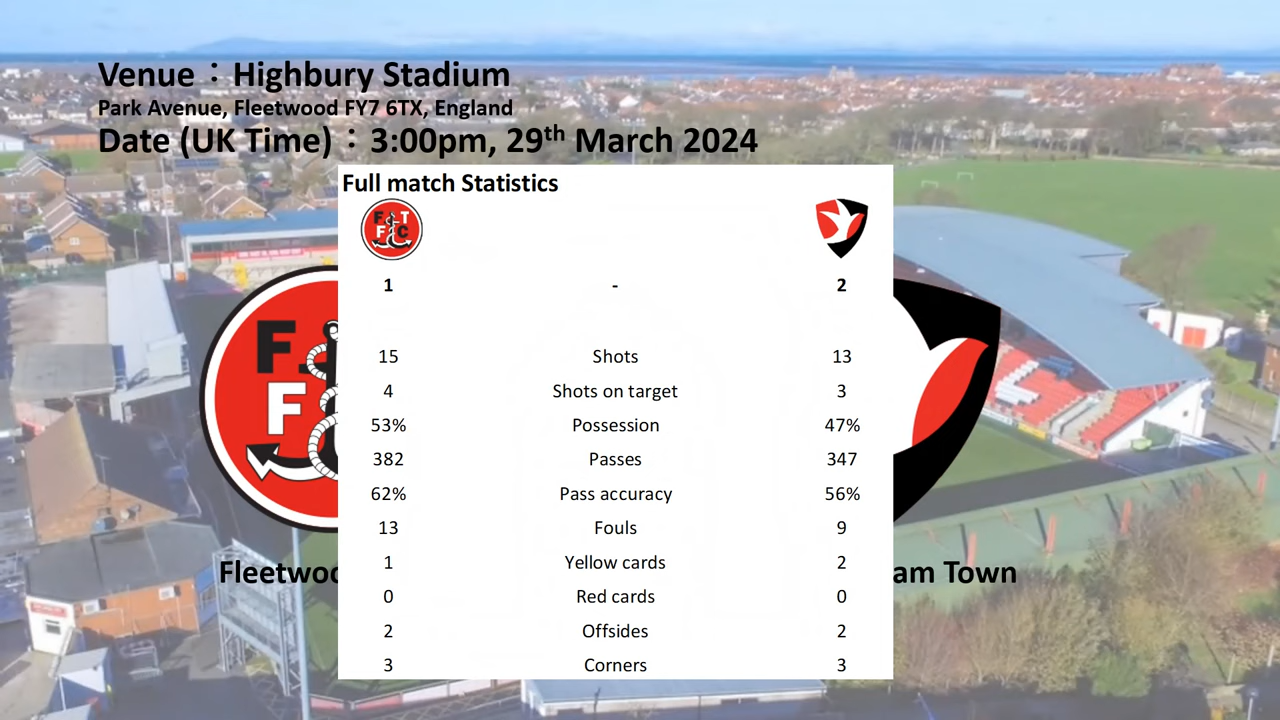 Venue：Highbury Stadium
Park Avenue, Fleetwood FY7 6TX, England
Date (UK Time)：3:00pm, 29th March 2024
Full match Statistics
F T
F C
1 - 2
15 Shots 13
4 Shots on target 3
53% Possession 47%
382 Passes 347
62% Pass accuracy 56%
13 Fouls 9
1 Yellow cards 2
0 Red cards 0
2 Offsides 2
3 Corners 3
F
F
Town